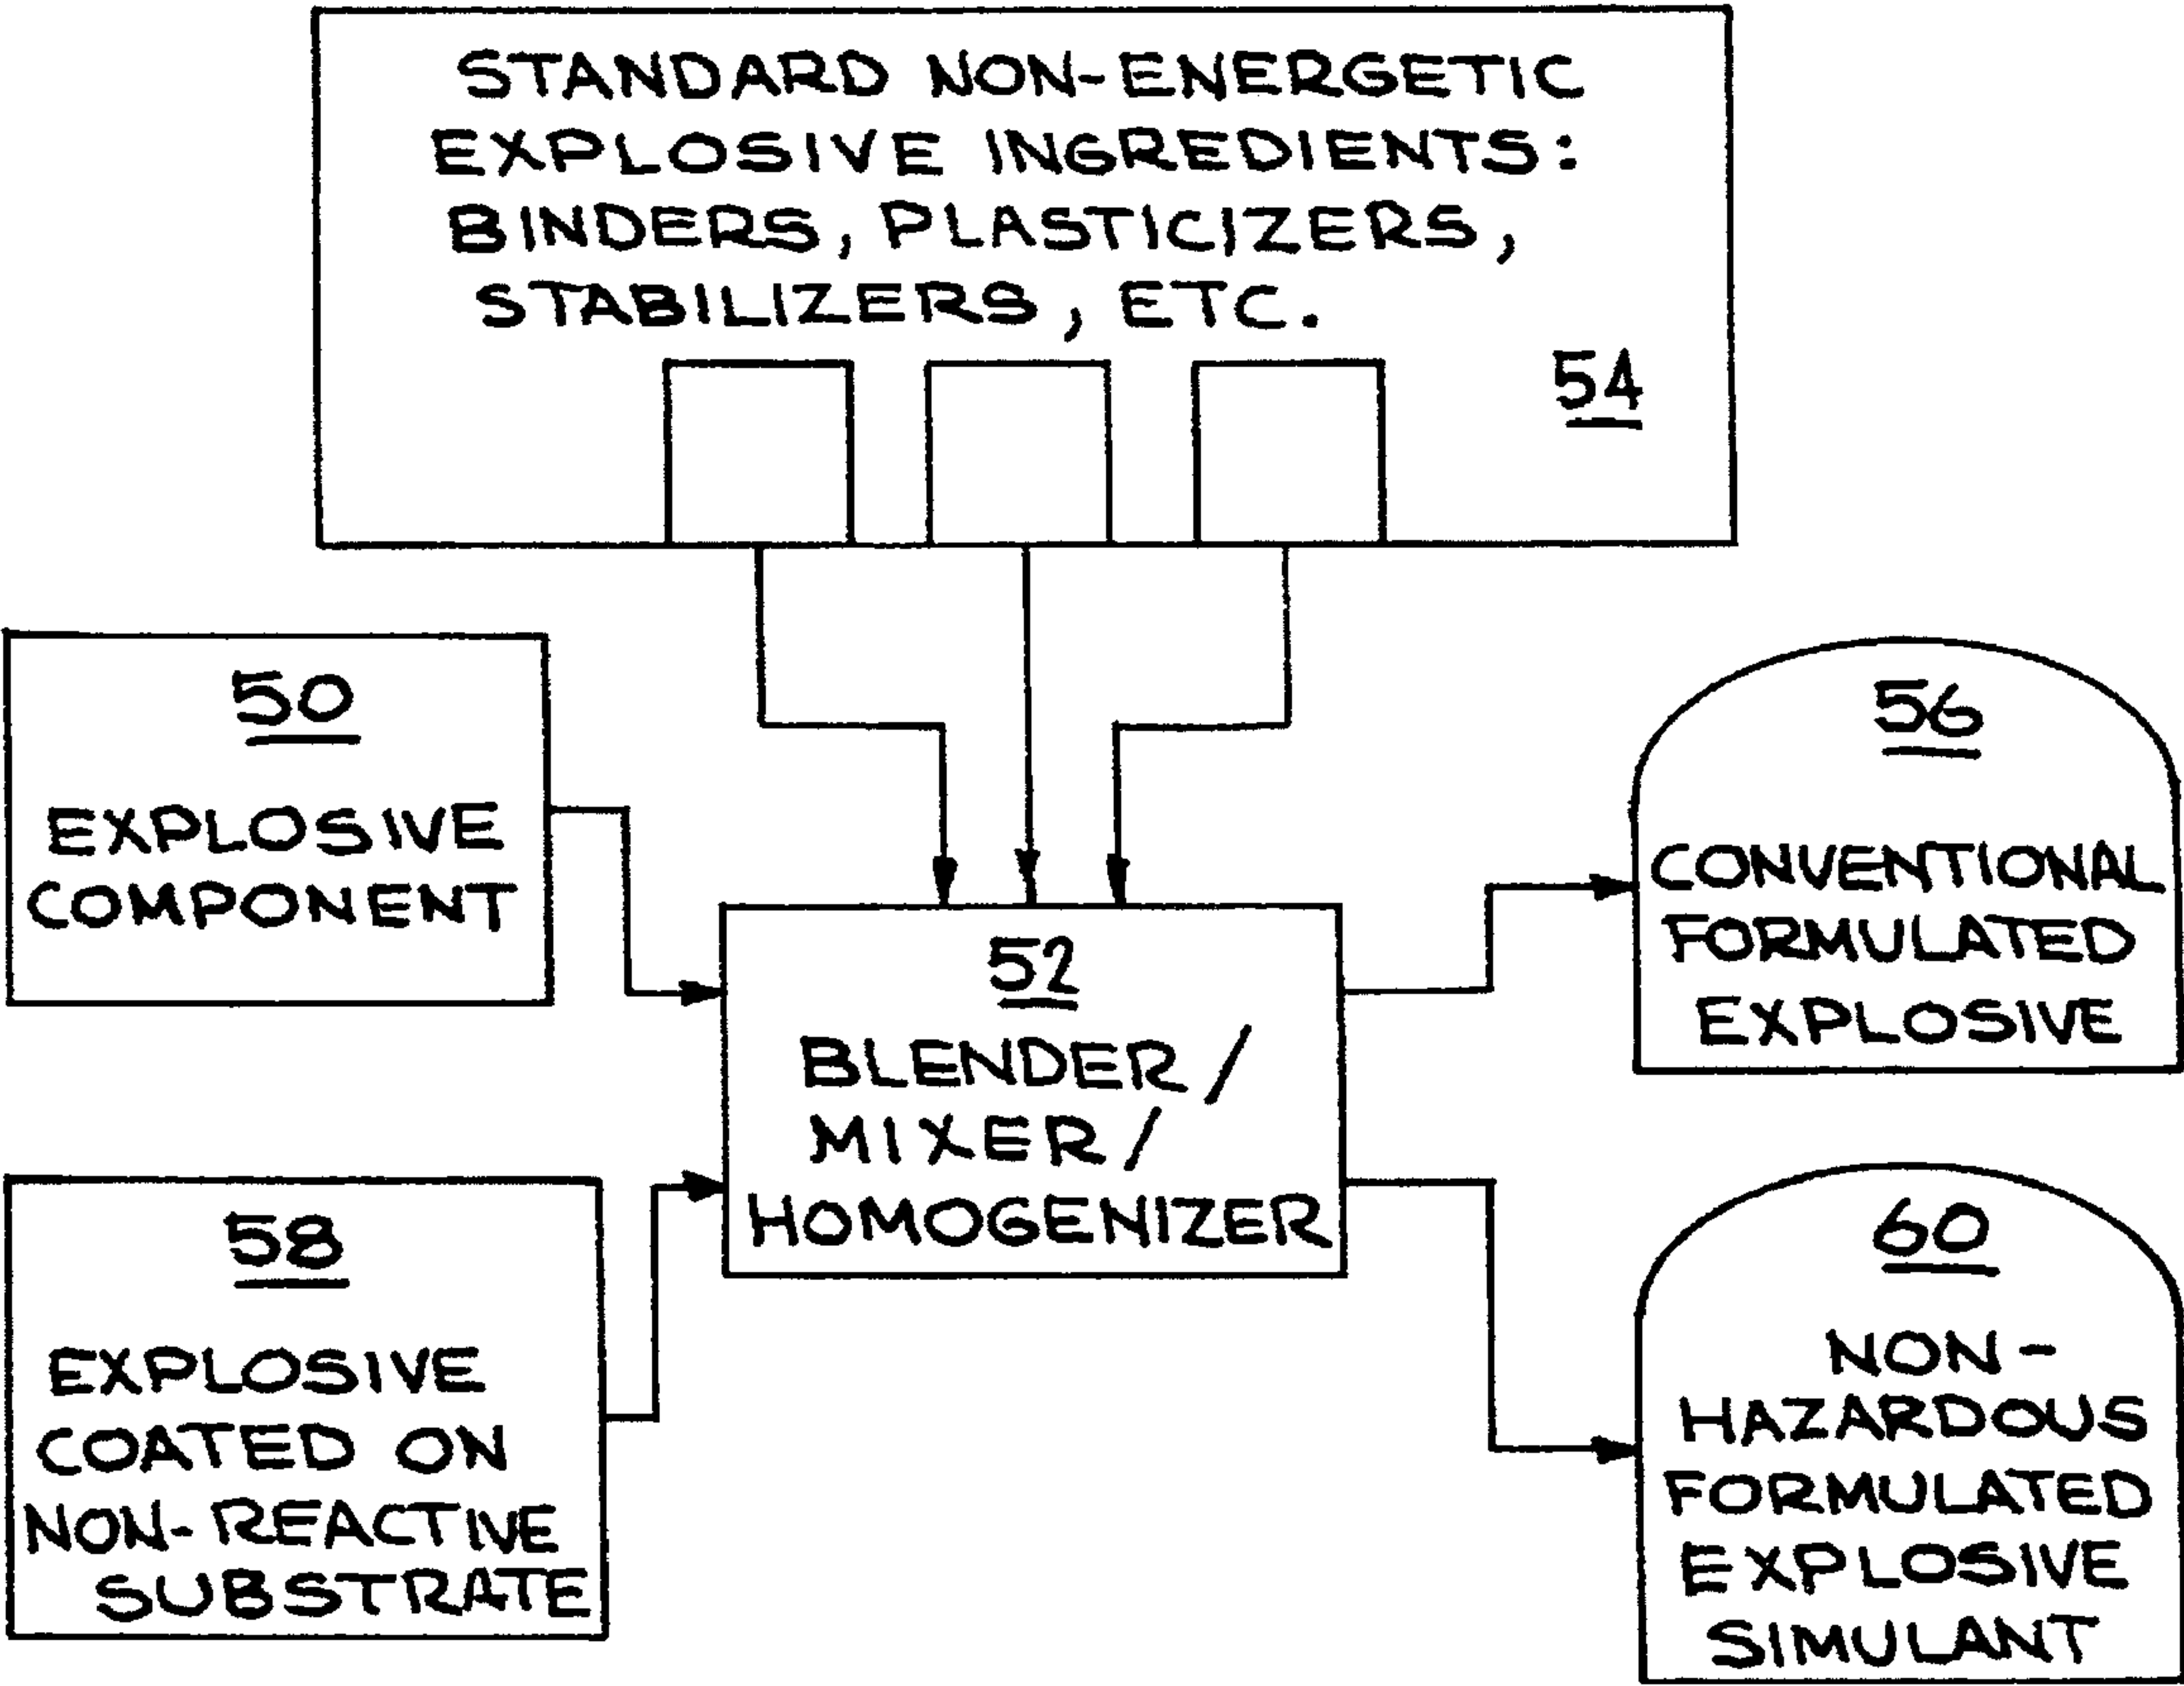 STANDARD NON-ENERGETIC
EXPLOSIVE INGREDIENTS:
BINDERS, PLASTICIZERS,
STABILIZERS, ETC.
54
50
EXPLOSIVE
COMPONENT
52
BLENDER/
MIXER/
HOMOGENIZER
56
CONVENTIONAL
FORMULATED
EXPLOSIVE
58
EXPLOSIVE
COATED ON
NON-REACTIVE
SUBSTRATE
60
NON-
HAZARDOUS
FORMULATED
EXPLOSIVE
SIMULANT